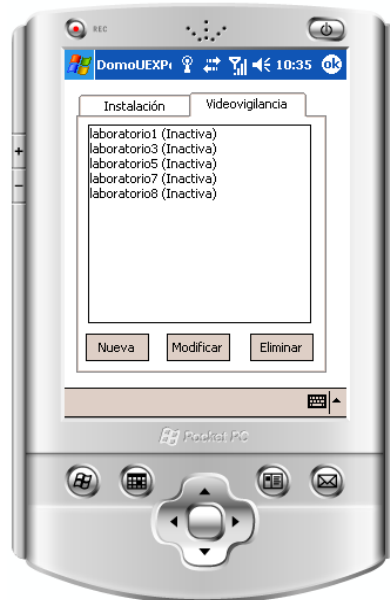 REC
DomoUEXP 10:35 ok
Instalación Videovigilancia
laboratorio1 (Inactiva)
laboratorio3 (Inactiva)
laboratorio5 (Inactiva)
laboratorio7 (Inactiva)
laboratorio8 (Inactiva)
Nueva Modificar Eliminar
Pocket PC